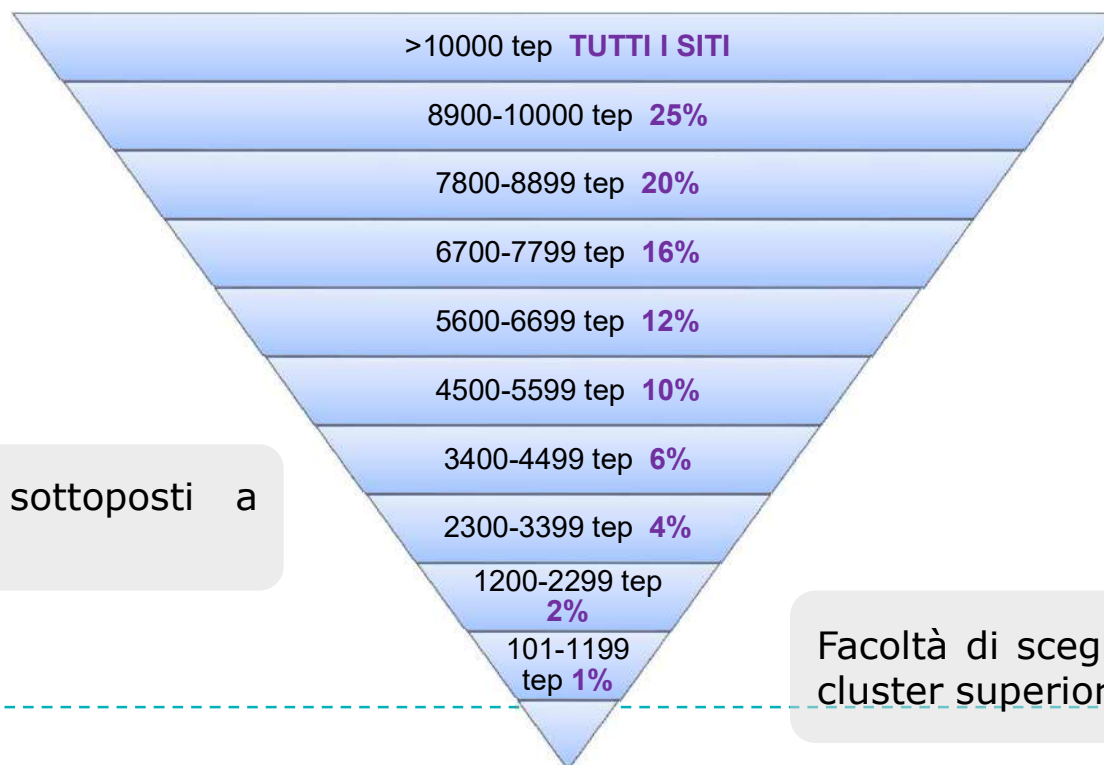 >10000 tep TUTTI I SITI
8900-10000 tep 25%
7800-8899 tep 20%
6700-7799 tep 16%
5600-6699 tep 12%
4500-5599 tep 10%
3400-4499 tep 6%
sottoposti a
2300-3399 tep 4%
1200-2299 tep
2%
101-1199
tep 1%
Facoltà di
cluster